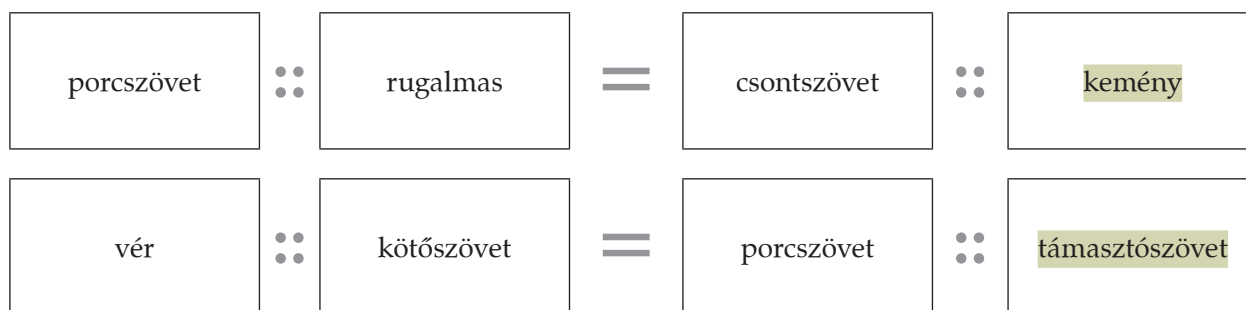 porcszövet :: rugalmas = csontszövet :: kemény
vér :: kötőszövet = porcszövet :: támasztószövet